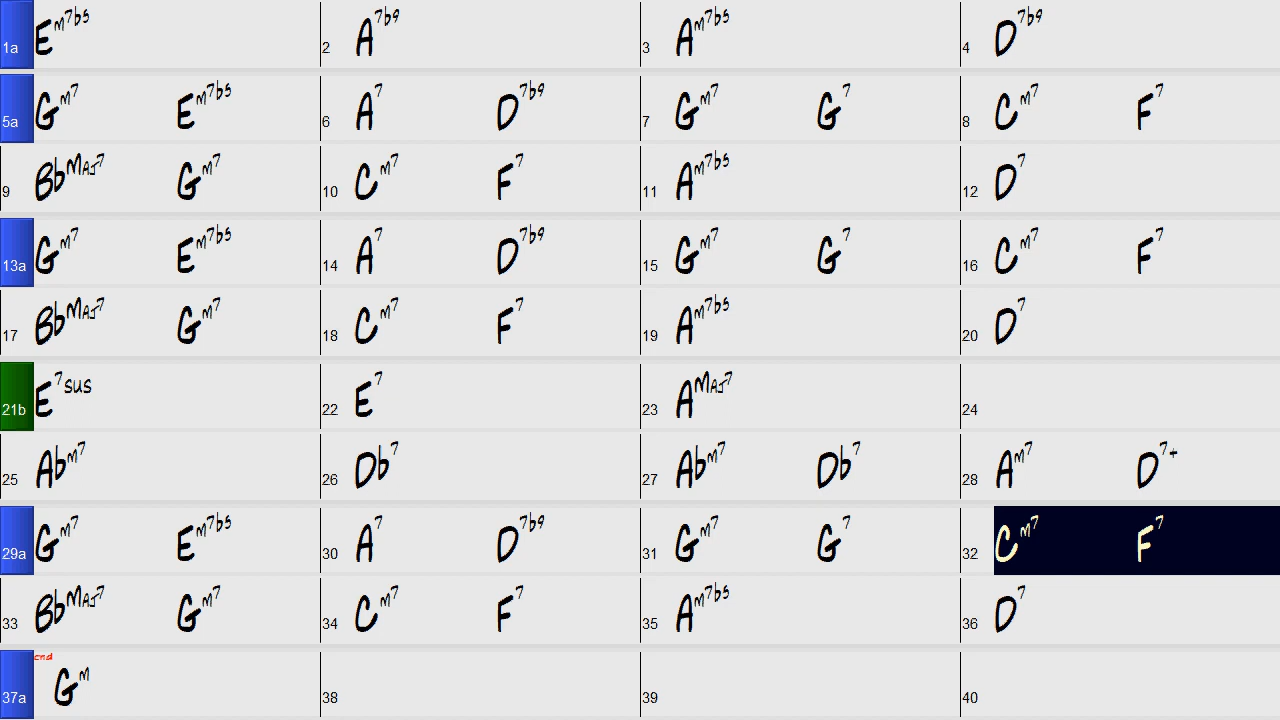 1a Em7b5 2 A7b9 3 Am7b5 4 D7b9
5a Gm7 Em7b5 6 A7 D7b9 7 Gm7 G7 8 Cm7 F7
9 BbMaj7 Gm7 10 Cm7 F7 11 Am7b5 12 D7
13a Gm7 Em7b5 14 A7 D7b9 15 Gm7 G7 16 Cm7 F7
17 BbMaj7 Gm7 18 Cm7 F7 19 Am7b5 20 D7
21b E7sus 22 E7 23 AMaj7 24
25 Abm7 26 Db7 27 Abm7 Db7 28 Am7 D7+
29a Gm7 Em7b5 30 A7 D7b9 31 Gm7 G7 32 Cm7 F7
33 BbMaj7 Gm7 34 Cm7 F7 35 Am7b5 36 D7
end
37a Gm 38 39 40